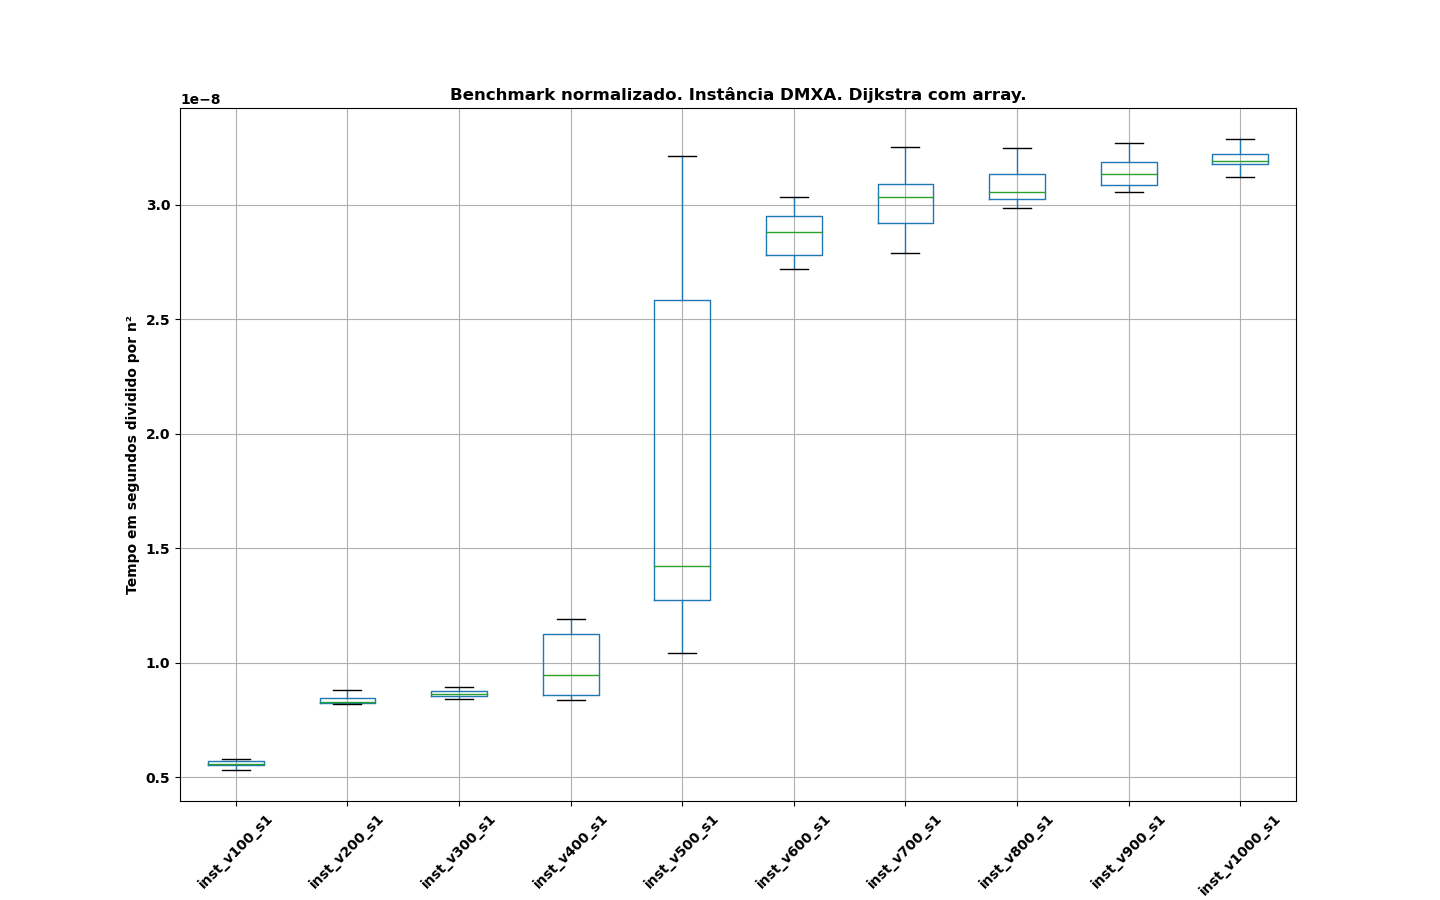 Benchmark normalizado. Instância DMXA. Dijkstra com array.
1e−8
Tempo em segundos dividido por n²
3.0
2.5
2.0
1.5
1.0
0.5
inst_v100_s1
inst_v200_s1
inst_v300_s1
inst_v400_s1
inst_v500_s1
inst_v600_s1
inst_v700_s1
inst_v800_s1
inst_v900_s1
inst_v1000_s1